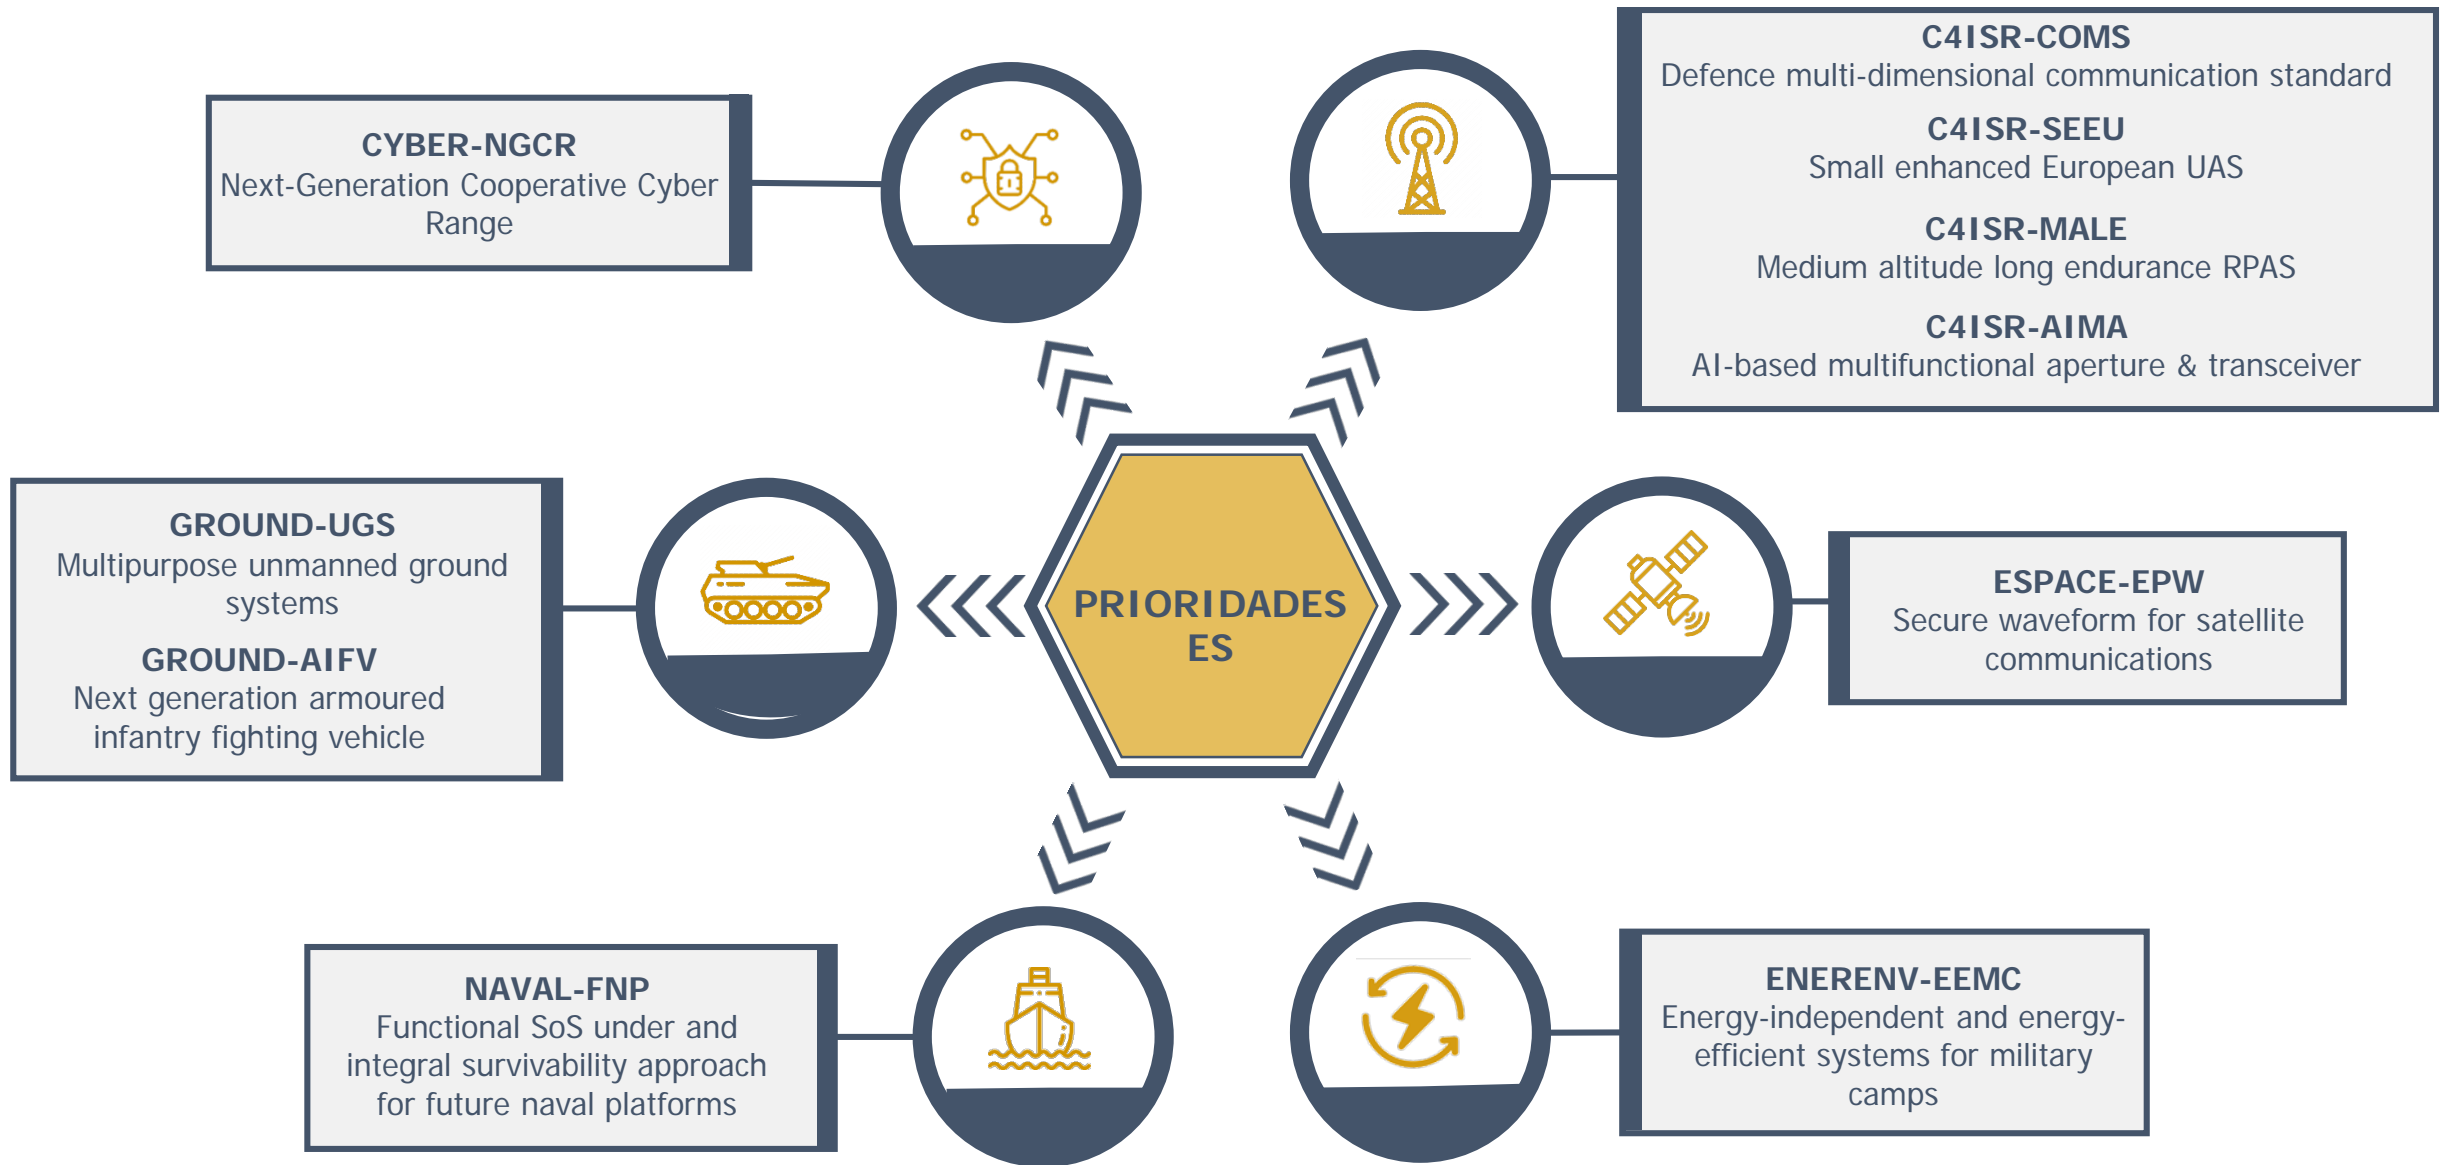 CYBER-NGCR
Next-Generation Cooperative Cyber
Range
C4ISR-COMS
Defence multi-dimensional communication standard
C4ISR-SEEU
Small enhanced European UAS
C4ISR-MALE
Medium altitude long endurance RPAS
C4ISR-AIMA
AI-based multifunctional aperture & transceiver
GROUND-UGS
Multipurpose unmanned ground
systems
GROUND-AIFV
Next generation armoured
infantry fighting vehicle
PRIORIDADES
ES
ESPACE-EPW
Secure waveform for satellite
communications
NAVAL-FNP
Functional SoS under and
integral survivability approach
for future naval platforms
ENERENV-EEMC
Energy-independent and energy-
efficient systems for military
camps